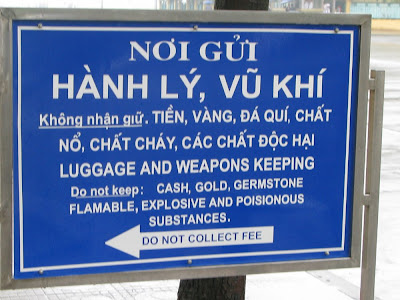 NƠI GỬI
HÀNH LÝ, VŨ KHÍ
Không nhận giữ. TIỀN, VÀNG, ĐÁ QUÍ, CHẤT
NỔ, CHẤT CHÁY, CÁC CHẤT ĐỘC HẠI
LUGGAGE AND WEAPONS KEEPING
Do not keep: CASH, GOLD, GERMSTONE
FLAMABLE, EXPLOSIVE AND POISIONOUS
SUBSTANCES.
DO NOT COLLECT FEE